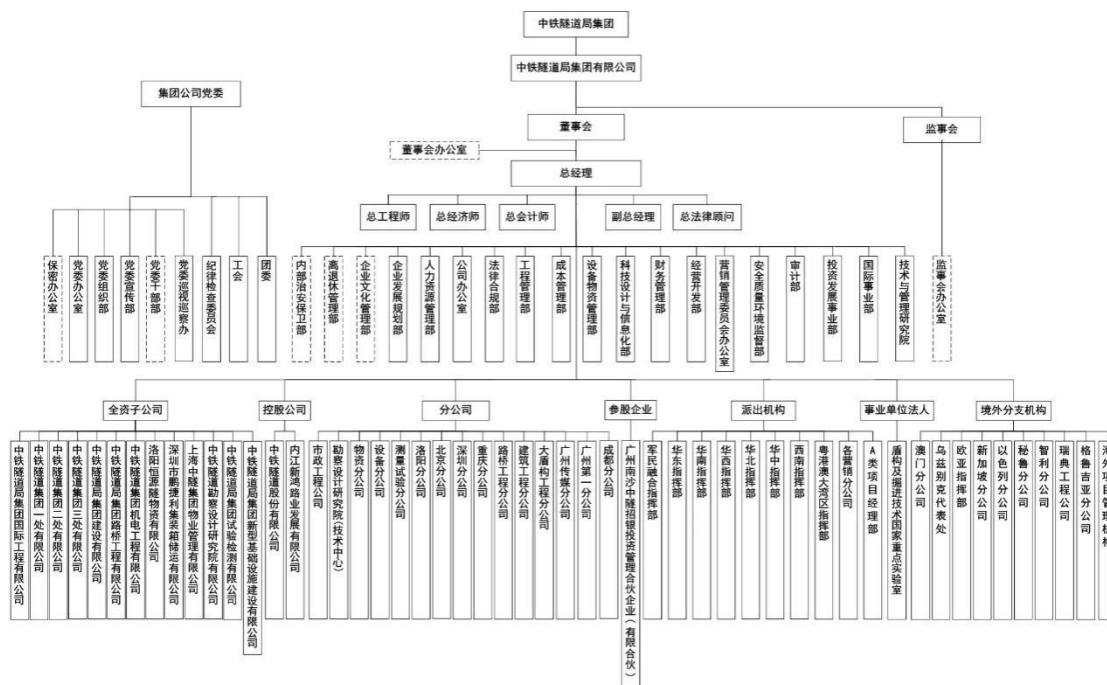 中铁隧道局集团
中铁隧道局集团有限公司
集团公司党委
董事会
监事会
董事会办公室
总经理
总工程师
总经济师
总会计师
副总经理
总法律顾问
保密办公室
党委办公室
党委组织部
党委宣传部
党委干部部
党委巡视巡察办
纪律检查委员会
工会
团委
内部治安保卫部
离退休管理部
企业文化管理部
企业发展规划部
人力资源管理部
公司办公室
法律合规部
工程管理部
成本管理部
设备物资管理部
科技设计与信息化部
财务管理部
经营开发部
营销管理委员会办公室
安全质量环境监督部
审计部
投资发展事业部
国际事业部
技术与管理研究院
监事会办公室
全资子公司
控股公司
分公司
参股企业
派出机构
事业单位法人
境外分支机构
中铁隧道局集团国际工程有限公司
中铁隧道集团一处有限公司
中铁隧道集团二处有限公司
中铁隧道集团三处有限公司
中铁隧道局集团建设有限公司
中铁隧道局集团路桥工程有限公司
中铁隧道集团机电工程有限公司
洛阳恒源隧物资有限公司
深圳市鹏捷利集装箱储运有限公司
上海中隧集团物业管理有限公司
中铁隧道勘察设计研究院有限公司
中铁隧道局集团试验检测有限公司
中铁隧道局集团新型基础设施建设有限公司
中铁隧道股份有限公司
内江新鸿路业发展有限公司
市政工程公司
勘察设计研究院(技术中心)
物资分公司
设备分公司
测量试验分公司
洛阳分公司
北京分公司
深圳分公司
重庆分公司
路桥工程分公司
建筑工程分公司
大盾构工程分公司
广州传媒分公司
广州第一分公司
成都分公司
广州南沙中隧招银投资管理合伙企业(有限合伙)
军民融合指挥部
华东指挥部
华南指挥部
华西指挥部
华北指挥部
华中指挥部
西南指挥部
粤港澳大湾区指挥部
各营销分公司
A类项目经理部
盾构及掘进技术国家重点实验室
澳门分公司
乌兹别克代表处
欧亚指挥部
新加坡分公司
以色列分公司
秘鲁分公司
智利分公司
瑞典工程公司
格鲁吉亚分公司
海外项目管理机构